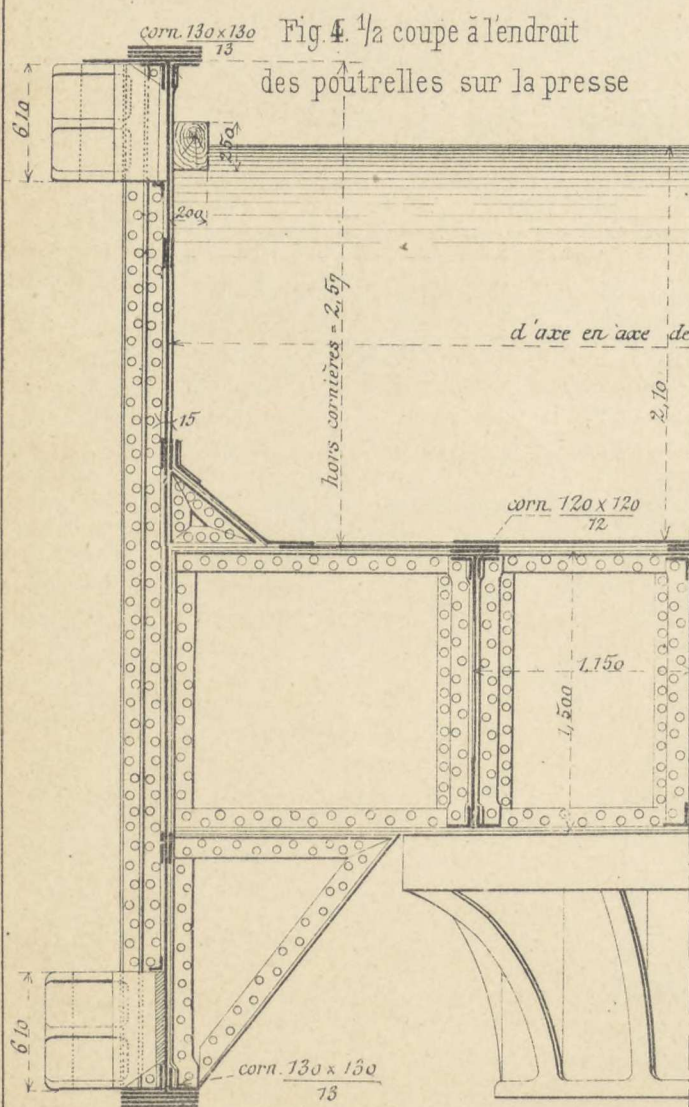 Fig. 4. 1/2 coupe à l'endroit
des poutrelles sur la presse
corn. 130 x 130
13
610
250
200
hors cornières = 2,57
d'axe en axe de
2,10
15
corn. 120 x 120
12
1,150
1,500
610
corn. 130 x 130
13